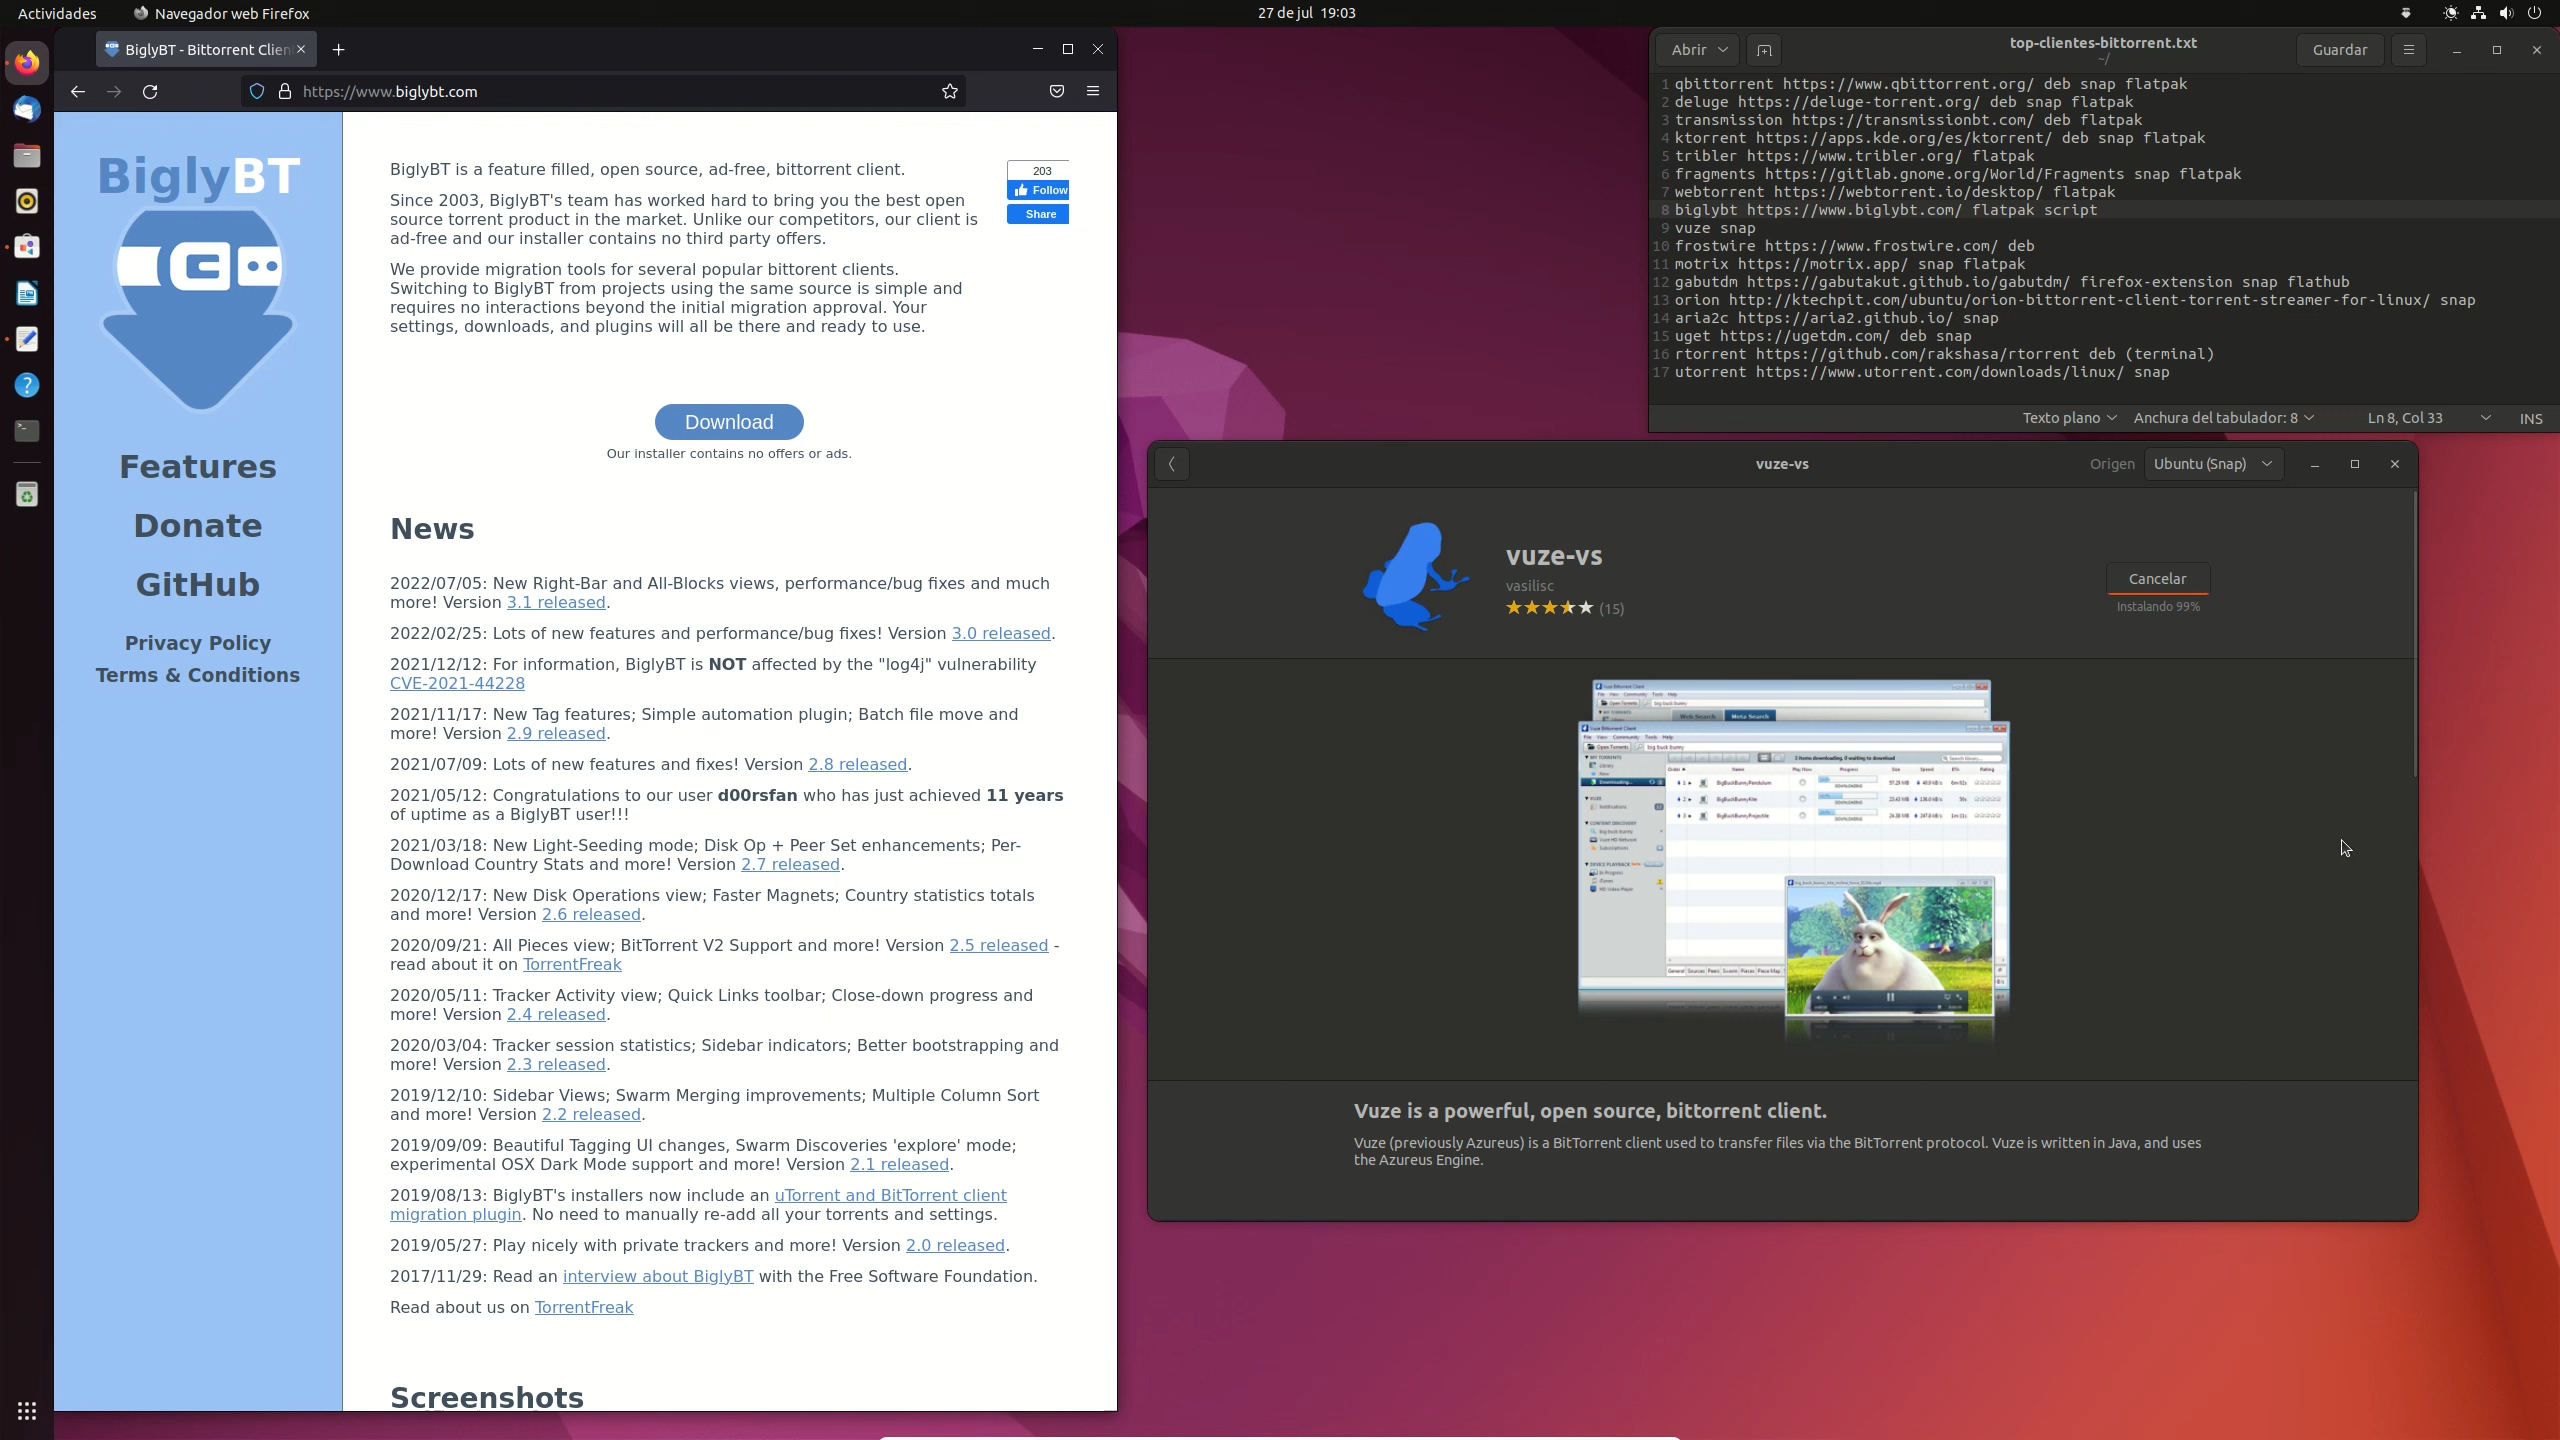 Actividades
Navegador web Firefox
27 de jul 19:03
BiglyBT - Bittorrent Clien
https://www.biglybt.com
BiglyBT
Features
Donate
GitHub
Privacy Policy
Terms & Conditions
BiglyBT is a feature filled, open source, ad-free, bittorrent client.
203
Follow
Share
Since 2003, BiglyBT's team has worked hard to bring you the best open
source torrent product in the market. Unlike our competitors, our client is
ad-free and our installer contains no third party offers.
We provide migration tools for several popular bittorent clients.
Switching to BiglyBT from projects using the same source is simple and
requires no interactions beyond the initial migration approval. Your
settings, downloads, and plugins will all be there and ready to use.
Download
Our installer contains no offers or ads.
News
2022/07/05: New Right-Bar and All-Blocks views, performance/bug fixes and much
more! Version 3.1 released.
2022/02/25: Lots of new features and performance/bug fixes! Version 3.0 released.
2021/12/12: For information, BiglyBT is NOT affected by the "log4j" vulnerability
CVE-2021-44228
2021/11/17: New Tag features; Simple automation plugin; Batch file move and
more! Version 2.9 released.
2021/07/09: Lots of new features and fixes! Version 2.8 released.
2021/05/12: Congratulations to our user d00rsfan who has just achieved 11 years
of uptime as a BiglyBT user!!!
2021/03/18: New Light-Seeding mode; Disk Op + Peer Set enhancements; Per-
Download Country Stats and more! Version 2.7 released.
2020/12/17: New Disk Operations view; Faster Magnets; Country statistics totals
and more! Version 2.6 released.
2020/09/21: All Pieces view; BitTorrent V2 Support and more! Version 2.5 released -
read about it on TorrentFreak
2020/05/11: Tracker Activity view; Quick Links toolbar; Close-down progress and
more! Version 2.4 released.
2020/03/04: Tracker session statistics; Sidebar indicators; Better bootstrapping and
more! Version 2.3 released.
2019/12/10: Sidebar Views; Swarm Merging improvements; Multiple Column Sort
and more! Version 2.2 released.
2019/09/09: Beautiful Tagging UI changes, Swarm Discoveries 'explore' mode;
experimental OSX Dark Mode support and more! Version 2.1 released.
2019/08/13: BiglyBT's installers now include an uTorrent and BitTorrent client
migration plugin. No need to manually re-add all your torrents and settings.
2019/05/27: Play nicely with private trackers and more! Version 2.0 released.
2017/11/29: Read an interview about BiglyBT with the Free Software Foundation.
Read about us on TorrentFreak
Screenshots
Abrir
top-clientes-bittorrent.txt
~/
Guardar
1 qbittorrent https://www.qbittorrent.org/ deb snap flatpak
2 deluge https://deluge-torrent.org/ deb snap flatpak
3 transmission https://transmissionbt.com/ deb flatpak
4 ktorrent https://apps.kde.org/es/ktorrent/ deb snap flatpak
5 tribler https://www.tribler.org/ flatpak
6 fragments https://gitlab.gnome.org/World/Fragments snap flatpak
7 webtorrent https://webtorrent.io/desktop/ flatpak
8 biglybt https://www.biglybt.com/ flatpak script
9 vuze snap
10 frostwire https://www.frostwire.com/ deb
11 motrix https://motrix.app/ snap flatpak
12 gabutdm https://gabutakut.github.io/gabutdm/ firefox-extension snap flathub
13 orion http://ktechpit.com/ubuntu/orion-bittorrent-client-torrent-streamer-for-linux/ snap
14 aria2c https://aria2.github.io/ snap
15 uget https://ugetdm.com/ deb snap
16 rtorrent https://github.com/rakshasa/rtorrent deb (terminal)
17 utorrent https://www.utorrent.com/downloads/linux/ snap
Texto plano
Anchura del tabulador: 8
Ln 8, Col 33
INS
vuze-vs
Origen
Ubuntu (Snap)
vuze-vs
vasilisc
(15)
Cancelar
Instalando 99%
Web Search
Meta Search
big buck bunny
Vuze is a powerful, open source, bittorrent client.
Vuze (previously Azureus) is a BitTorrent client used to transfer files via the BitTorrent protocol. Vuze is written in Java, and uses
the Azureus Engine.